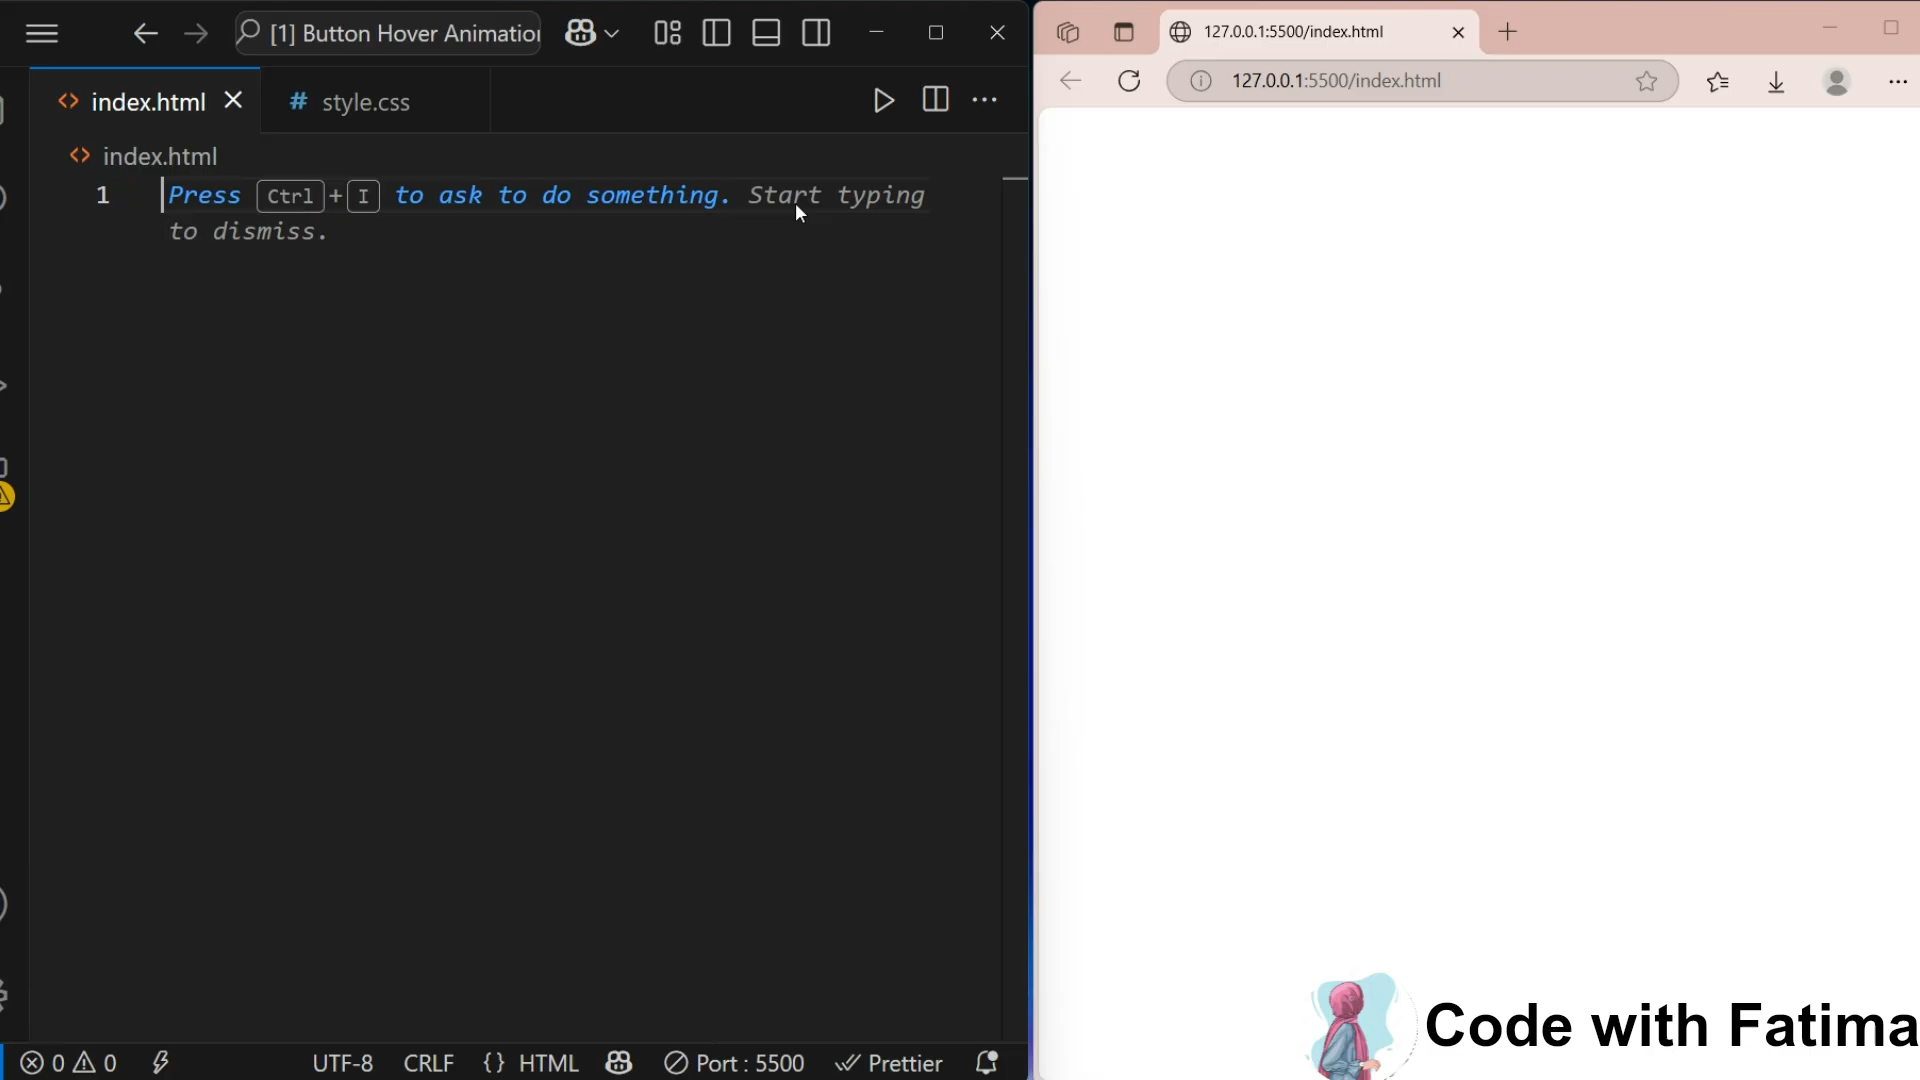 [1] Button Hover Animation
index.html
style.css
index.html
1
Press Ctrl+I to ask to do something. Start typing
to dismiss.
0 0
UTF-8
CRLF
{} HTML
Port : 5500
Prettier
127.0.0.1:5500/index.html
127.0.0.1:5500/index.html
Code with Fatima